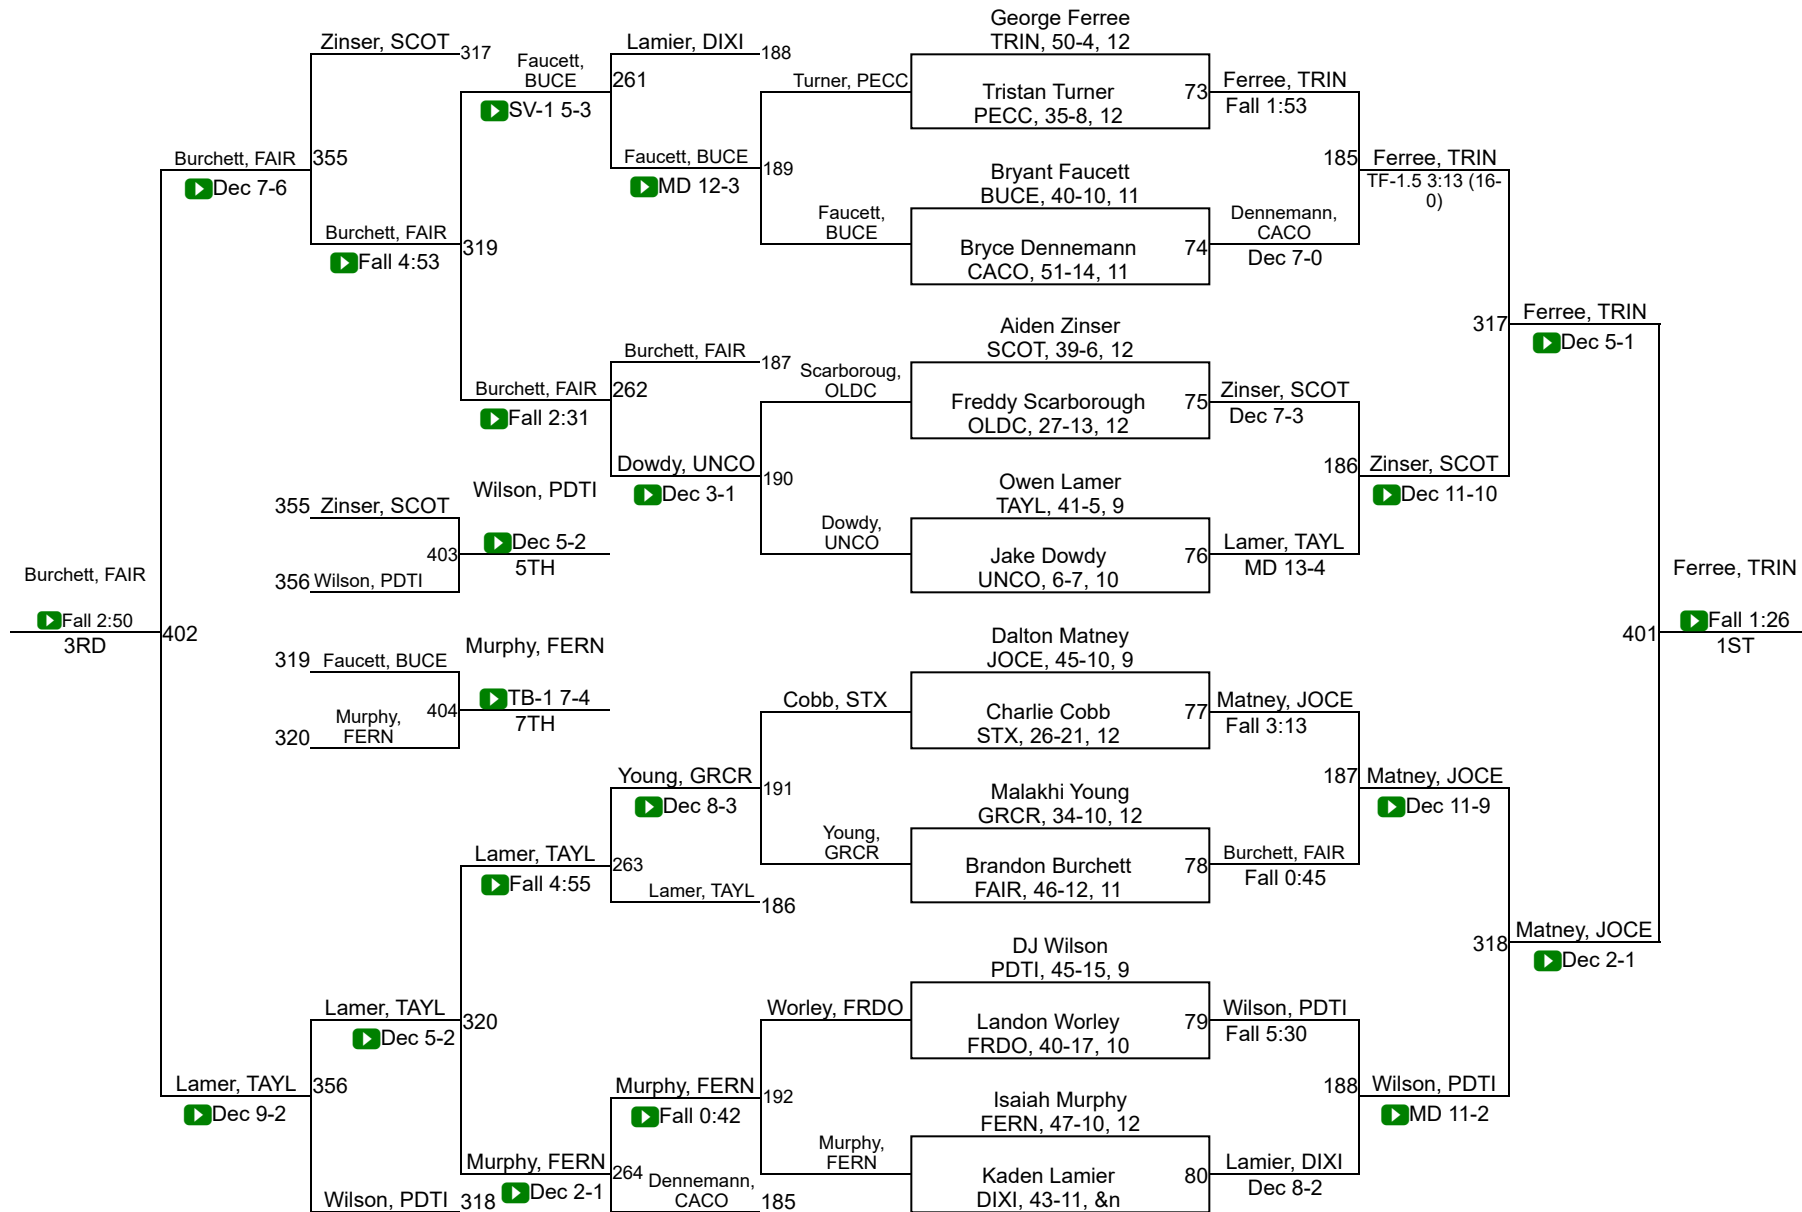 George Ferree
TRIN, 50-4, 12
Tristan Turner
PECC, 35-8, 12
73
Bryant Faucett
BUCE, 40-10, 11
Bryce Dennemann
CACO, 51-14, 11
74
Aiden Zinser
SCOT, 39-6, 12
Freddy Scarborough
OLDC, 27-13, 12
75
Owen Lamer
TAYL, 41-5, 9
Jake Dowdy
UNCO, 6-7, 10
76
Dalton Matney
JOCE, 45-10, 9
Charlie Cobb
STX, 26-21, 12
77
Malakhi Young
GRCR, 34-10, 12
Brandon Burchett
FAIR, 46-12, 11
78
DJ Wilson
PDTI, 45-15, 9
Landon Worley
FRDO, 40-17, 10
79
Isaiah Murphy
FERN, 47-10, 12
Kaden Lamier
DIXI, 43-11, &n
80
Ferree, TRIN
Fall 1:53
Dennemann,
CACO
Dec 7-0
185
Zinser, SCOT
Dec 7-3
Lamer, TAYL
MD 13-4
186
Matney, JOCE
Fall 3:13
Burchett, FAIR
Fall 0:45
187
Wilson, PDTI
Fall 5:30
Lamier, DIXI
Dec 8-2
188
Ferree, TRIN
TF-1.5 3:13 (16-
0)
Zinser, SCOT
Dec 11-10
317
Matney, JOCE
Dec 11-9
Wilson, PDTI
MD 11-2
318
Ferree, TRIN
Dec 5-1
Matney, JOCE
Dec 2-1
401
Ferree, TRIN
Fall 1:26
1ST
Turner, PECC
Faucett,
BUCE
189
Scarboroug,
OLDC
Dowdy,
UNCO
190
Cobb, STX
Young,
GRCR
191
Worley, FRDO
Murphy,
FERN
192
Lamier, DIXI
188
Faucett, BUCE
MD 12-3
261
Burchett, FAIR
187
Dowdy, UNCO
Dec 3-1
262
Young, GRCR
Dec 8-3
Lamer, TAYL
186
263
Murphy, FERN
Fall 0:42
Dennemann,
CACO
185
264
Faucett,
BUCE
SV-1 5-3
Burchett, FAIR
Fall 2:31
319
Lamer, TAYL
Fall 4:55
Murphy, FERN
Dec 2-1
320
Zinser, SCOT
317
Burchett, FAIR
Fall 4:53
355
Lamer, TAYL
Dec 5-2
Wilson, PDTI
318
356
Burchett, FAIR
Dec 7-6
Lamer, TAYL
Dec 9-2
402
Burchett, FAIR
Fall 2:50
3RD
355
Zinser, SCOT
356
Wilson, PDTI
403
Wilson, PDTI
Dec 5-2
5TH
319
Faucett, BUCE
320
Murphy,
FERN
404
Murphy, FERN
TB-1 7-4
7TH